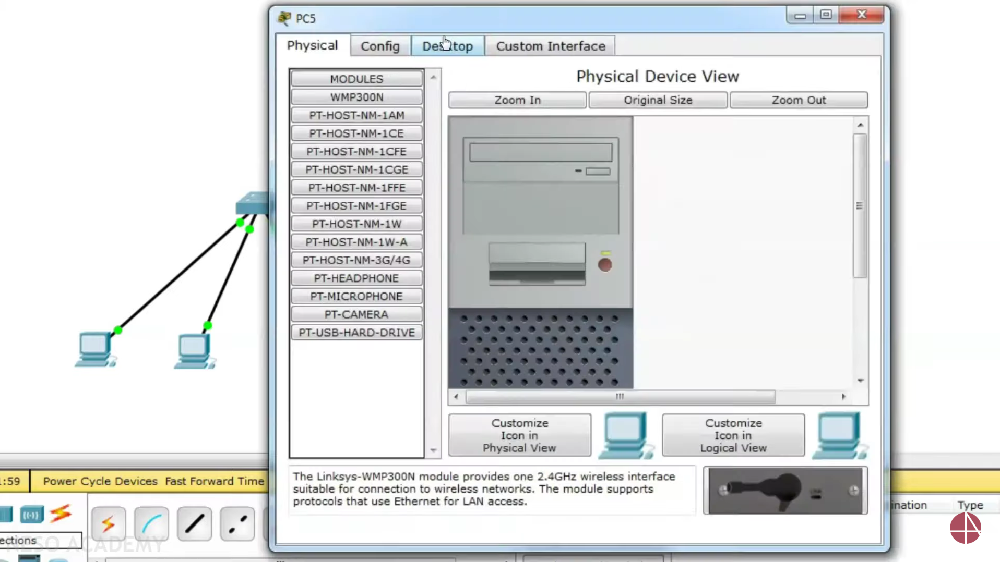 PC5
Physical
Config
Desktop
Custom Interface
MODULES
WMP300N
PT-HOST-NM-1AM
PT-HOST-NM-1CE
PT-HOST-NM-1CFE
PT-HOST-NM-1CGE
PT-HOST-NM-1FFE
PT-HOST-NM-1FGE
PT-HOST-NM-1W
PT-HOST-NM-1W-A
PT-HOST-NM-3G/4G
PT-HEADPHONE
PT-MICROPHONE
PT-CAMERA
PT-USB-HARD-DRIVE
Physical Device View
Zoom In
Original Size
Zoom Out
Customize
Icon in
Physical View
Customize
Icon in
Logical View
The Linksys-WMP300N module provides one 2.4GHz wireless interface
suitable for connection to wireless networks. The module supports
protocols that use Ethernet for LAN access.
:59
Power Cycle Devices Fast Forward Time
ination
Type
ections
NESO ACADEMY